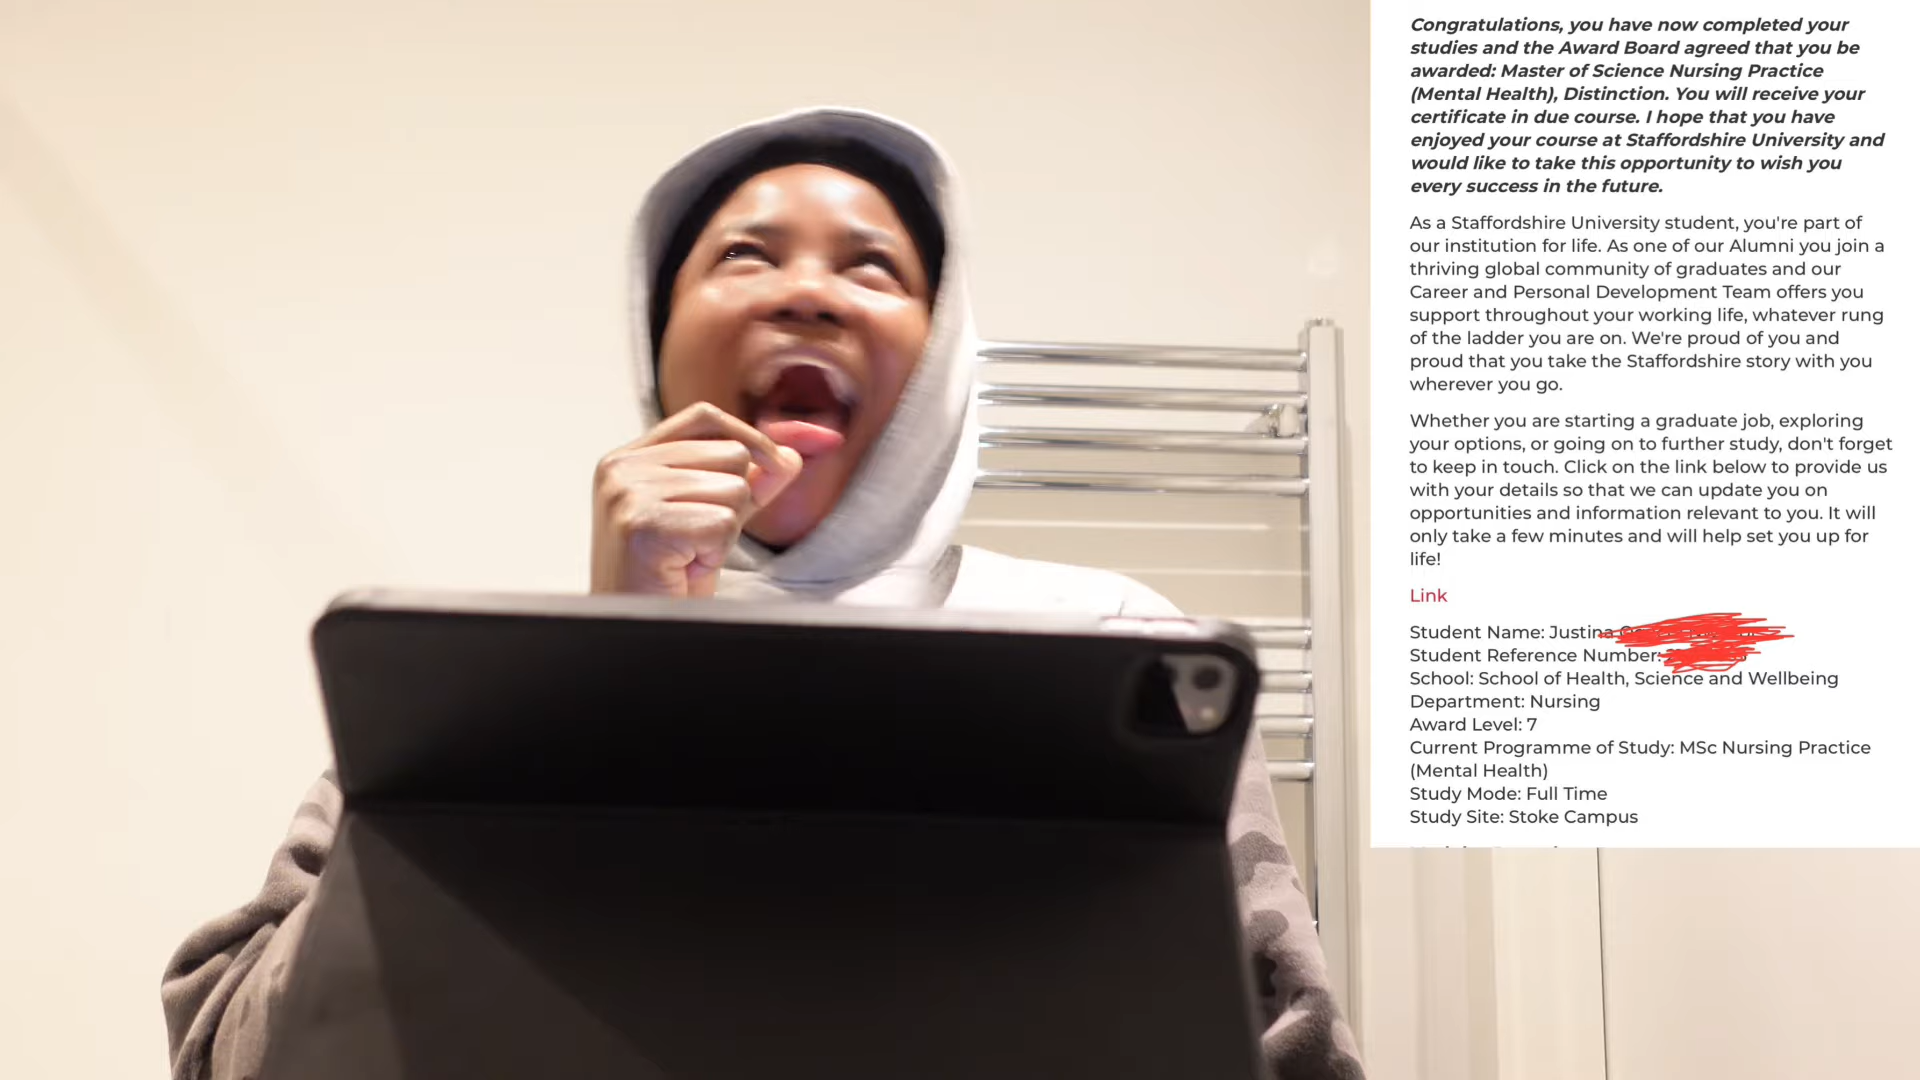 Congratulations, you have now completed your
studies and the Award Board agreed that you be
awarded: Master of Science Nursing Practice
(Mental Health), Distinction. You will receive your
certificate in due course. I hope that you have
enjoyed your course at Staffordshire University and
would like to take this opportunity to wish you
every success in the future.
As a Staffordshire University student, you're part of
our institution for life. As one of our Alumni you join a
thriving global community of graduates and our
Career and Personal Development Team offers you
support throughout your working life, whatever rung
of the ladder you are on. We're proud of you and
proud that you take the Staffordshire story with you
wherever you go.
Whether you are starting a graduate job, exploring
your options, or going on to further study, don't forget
to keep in touch. Click on the link below to provide us
with your details so that we can update you on
opportunities and information relevant to you. It will
only take a few minutes and will help set you up for
life!
Link
Student Name: Justina
Student Reference Number:
School: School of Health, Science and Wellbeing
Department: Nursing
Award Level: 7
Current Programme of Study: MSc Nursing Practice
(Mental Health)
Study Mode: Full Time
Study Site: Stoke Campus